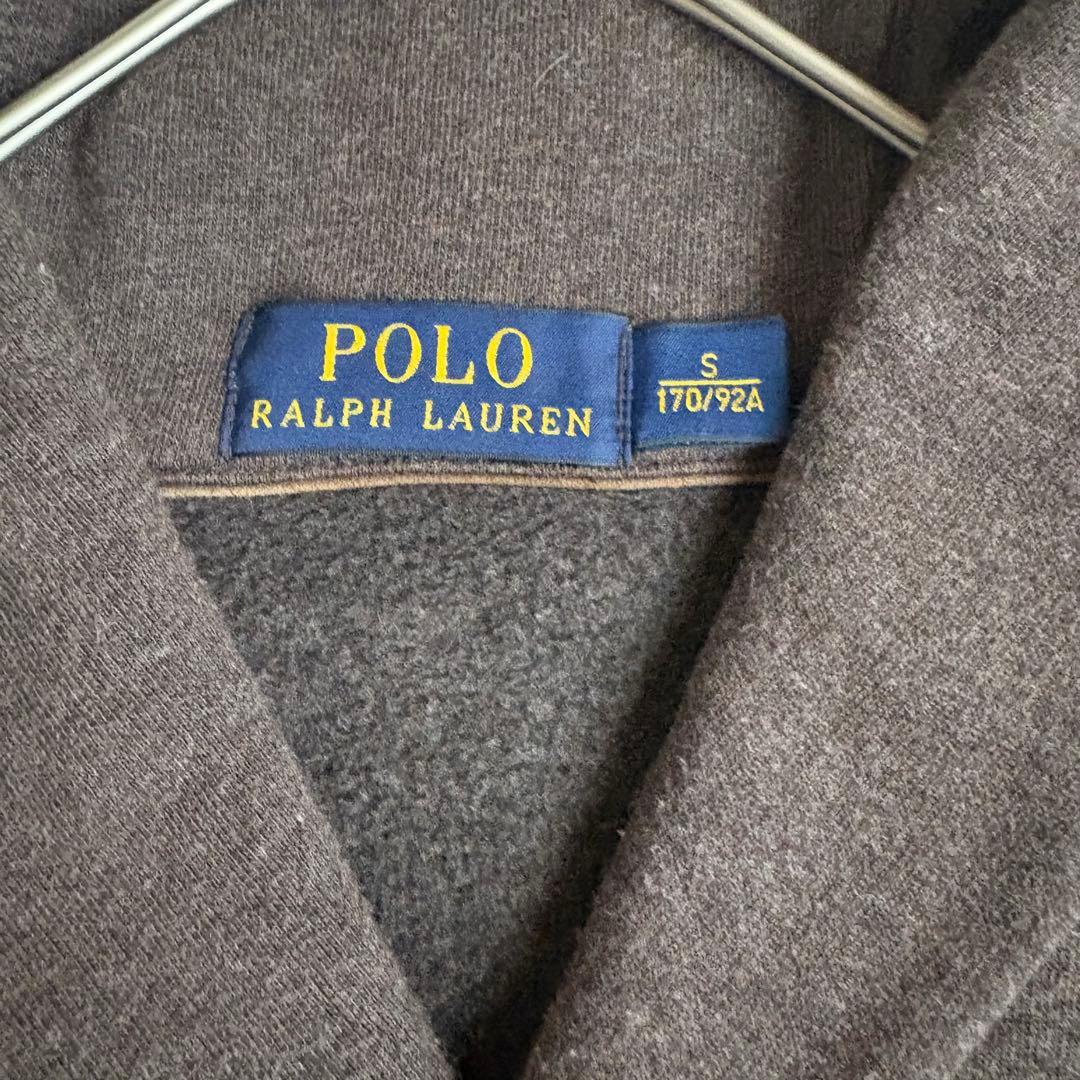 POLO
RALPH LAUREN
S
170/92A